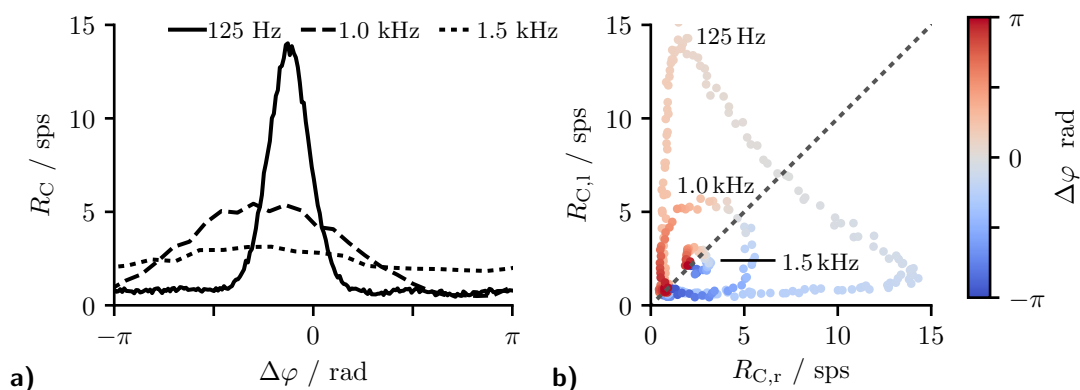 15
10
5
0
R_C / sps
125 Hz
1.0 kHz
1.5 kHz
−π
0
π
Δφ / rad
a)
15
10
5
0
R_C,l / sps
125 Hz
1.0 kHz
1.5 kHz
0
5
10
15
R_C,r / sps
b)
π
0
−π
Δφ rad